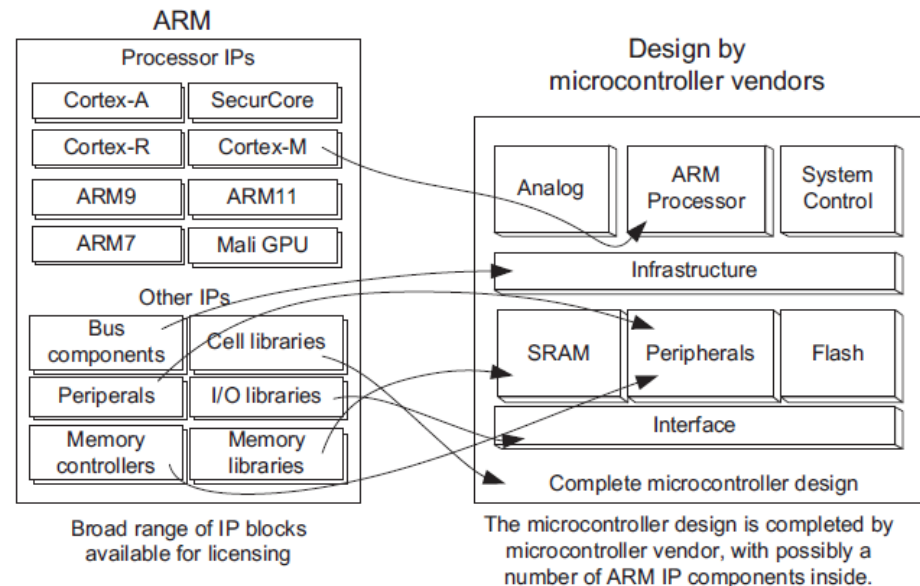 ARM
Processor IPs
Cortex-A
SecurCore
Cortex-R
Cortex-M
ARM9
ARM11
ARM7
Mali GPU
Other IPs
Bus
components
Cell libraries
Periperals
I/O libraries
Memory
controllers
Memory
libraries
Broad range of IP blocks
available for licensing
Design by
microcontroller vendors
Analog
ARM
Processor
System
Control
Infrastructure
SRAM
Peripherals
Flash
Interface
Complete microcontroller design
The microcontroller design is completed by
microcontroller vendor, with possibly a
number of ARM IP components inside.